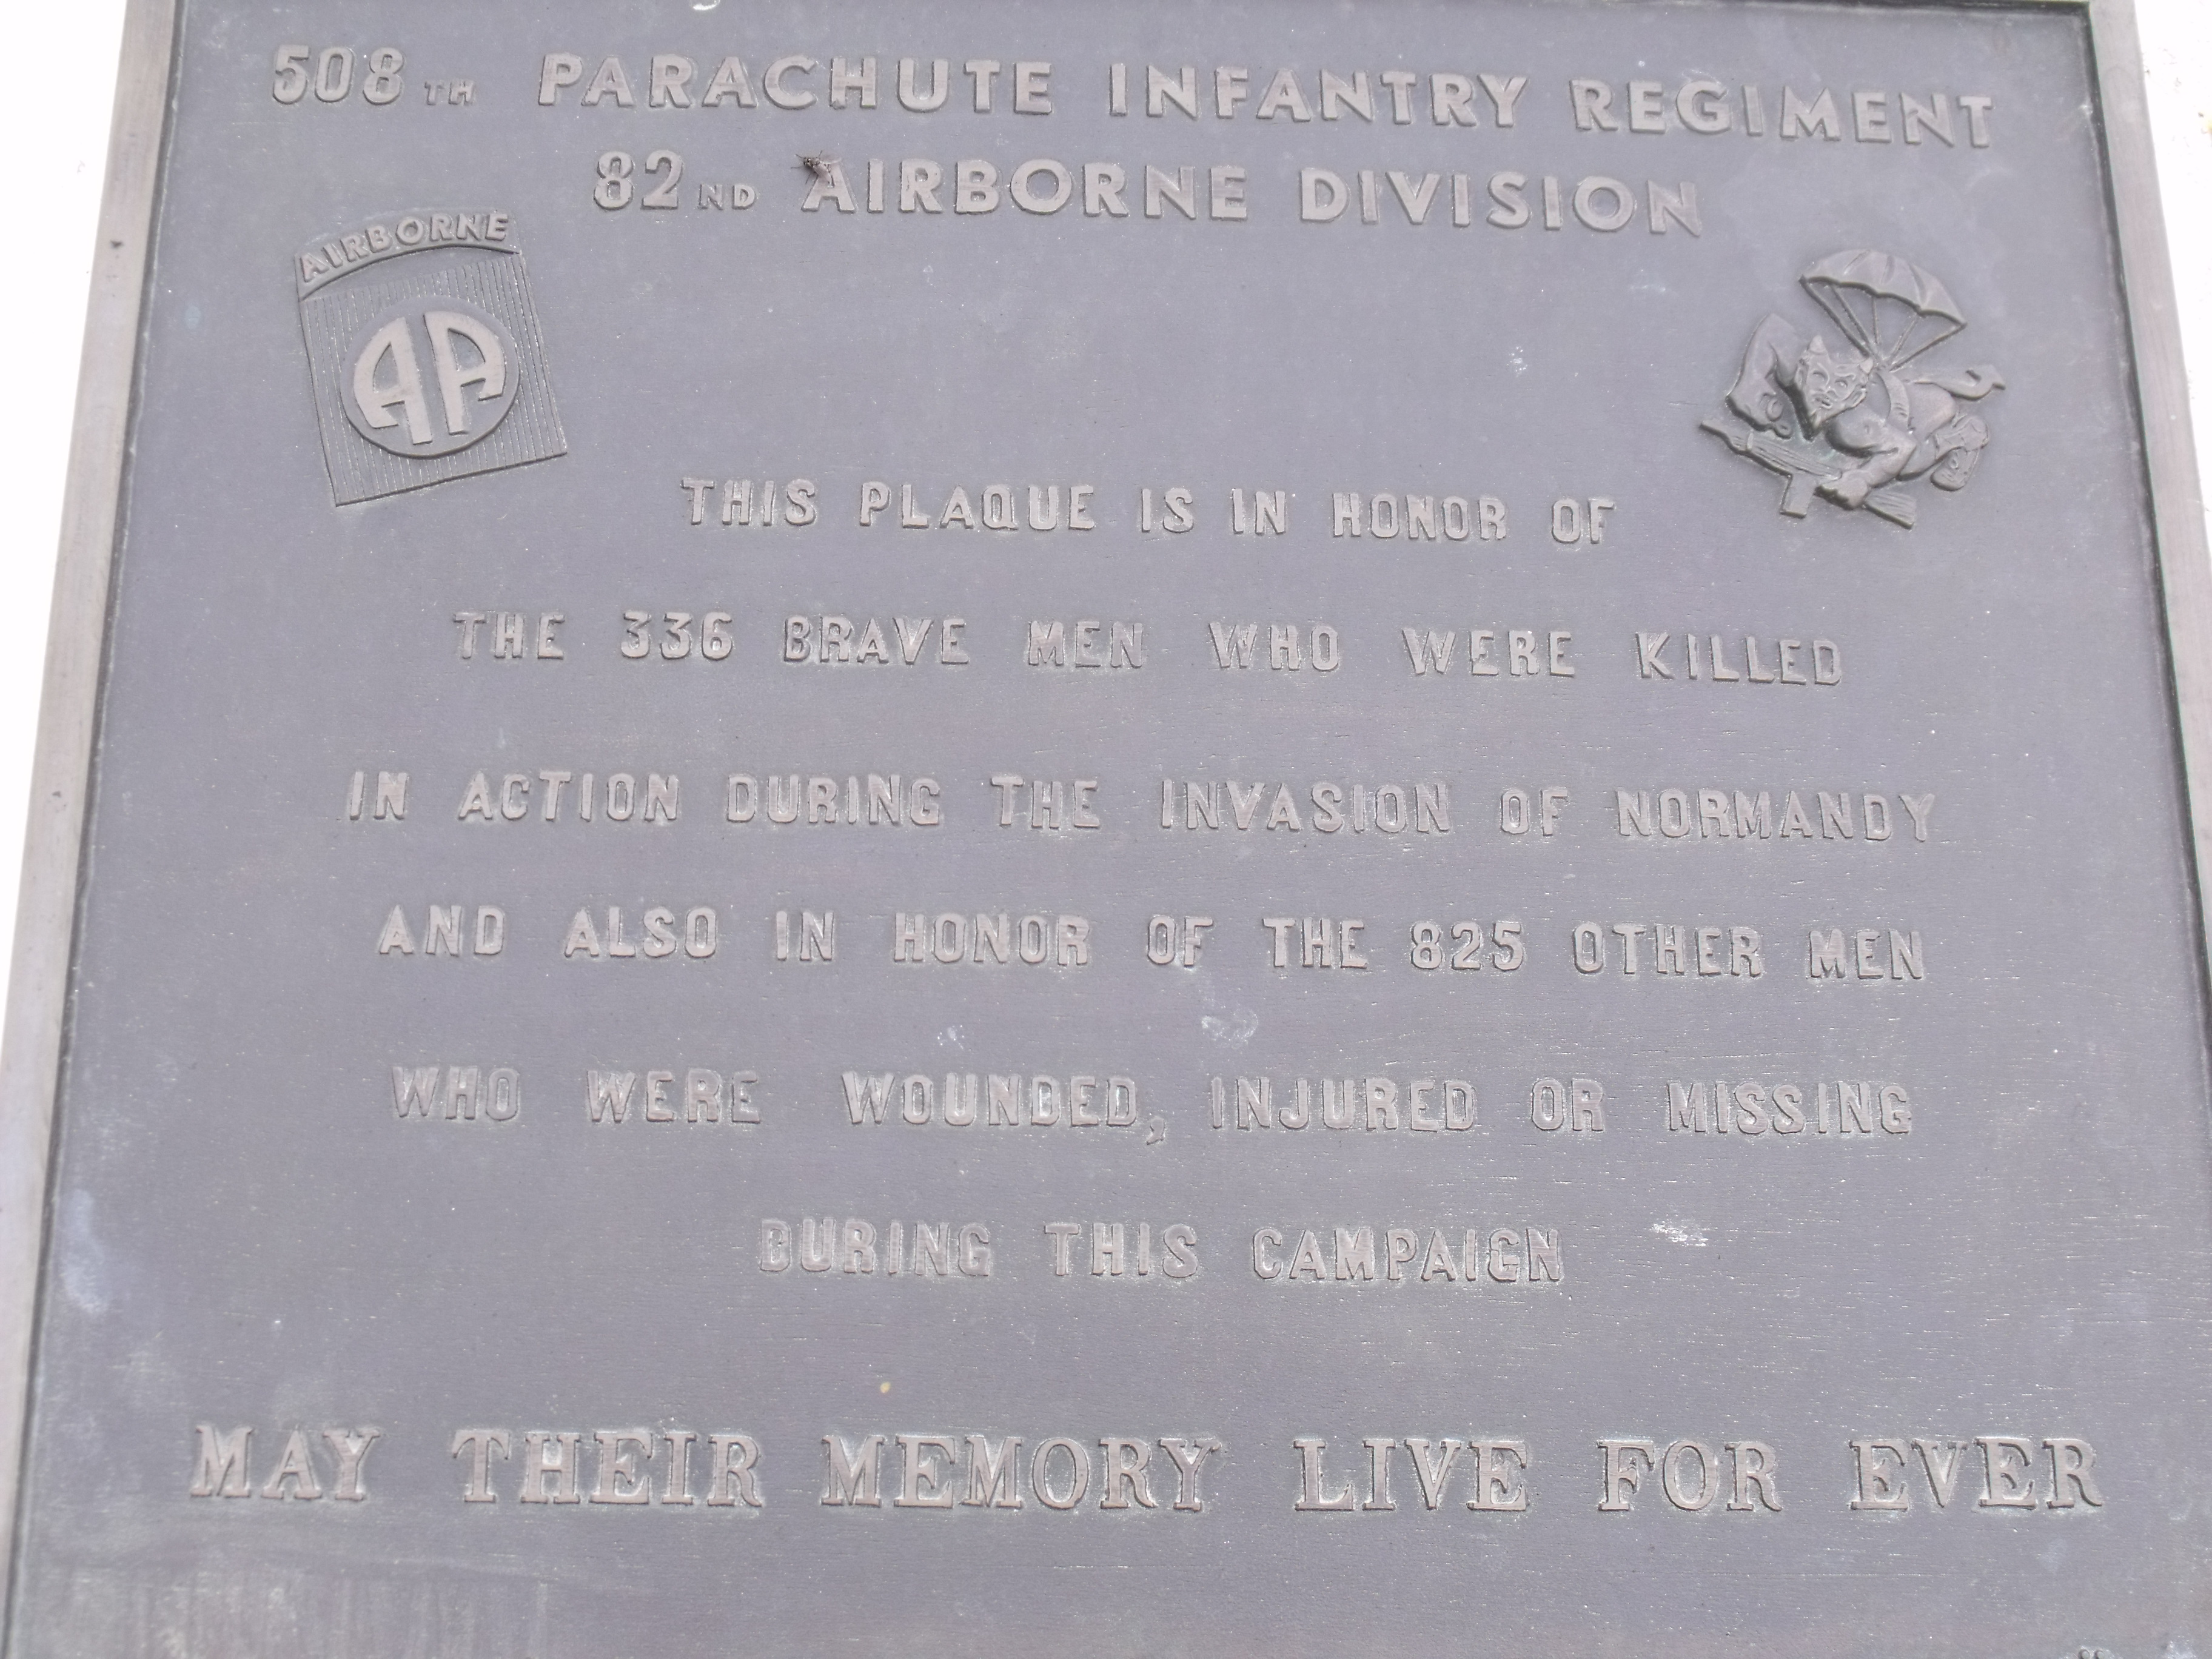 508TH PARACHUTE INFANTRY REGIMENT
82ND AIRBORNE DIVISION
AIRBORNE
AA
THIS PLAQUE IS IN HONOR OF
THE 336 BRAVE MEN WHO WERE KILLED
IN ACTION DURING THE INVASION OF NORMANDY
AND ALSO IN HONOR OF THE 825 OTHER MEN
WHO WERE WOUNDED, INJURED OR MISSING
DURING THIS CAMPAIGN
MAY THEIR MEMORY LIVE FOR EVER